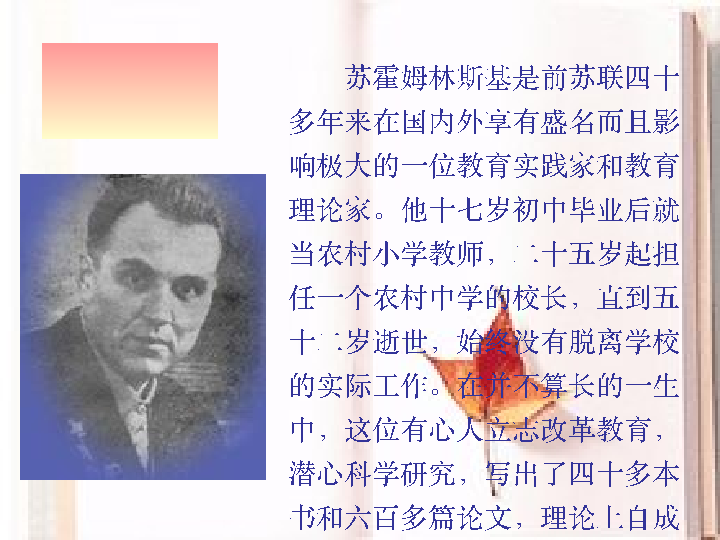 苏霍姆林斯基是前苏联四十
多年来在国内外享有盛名而且影
响极大的一位教育实践家和教育
理论家。他十七岁初中毕业后就
当农村小学教师，二十五岁起担
任一个农村中学的校长，直到五
十二岁逝世，始终没有脱离学校
的实际工作。在并不算长的一生
中，这位有心人立志改革教育，
潜心科学研究，写出了四十多本
书和六百多篇论文，理论上自成